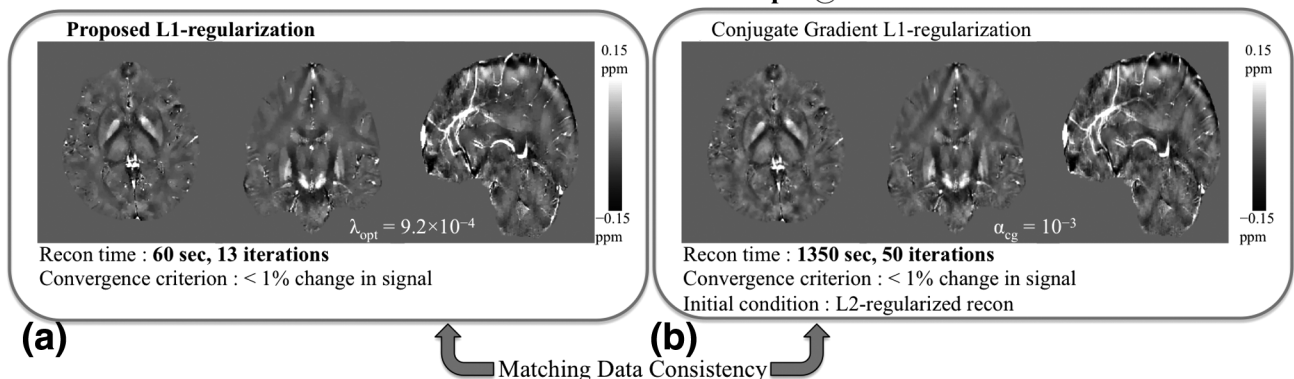 Proposed L1-regularization
0.15
ppm
λopt = 9.2×10−4
−0.15
ppm
Recon time : 60 sec, 13 iterations
Convergence criterion : < 1% change in signal
(a)
Conjugate Gradient L1-regularization
0.15
ppm
αcg = 10−3
−0.15
ppm
Recon time : 1350 sec, 50 iterations
Convergence criterion : < 1% change in signal
Initial condition : L2-regularized recon
(b)
Matching Data Consistency